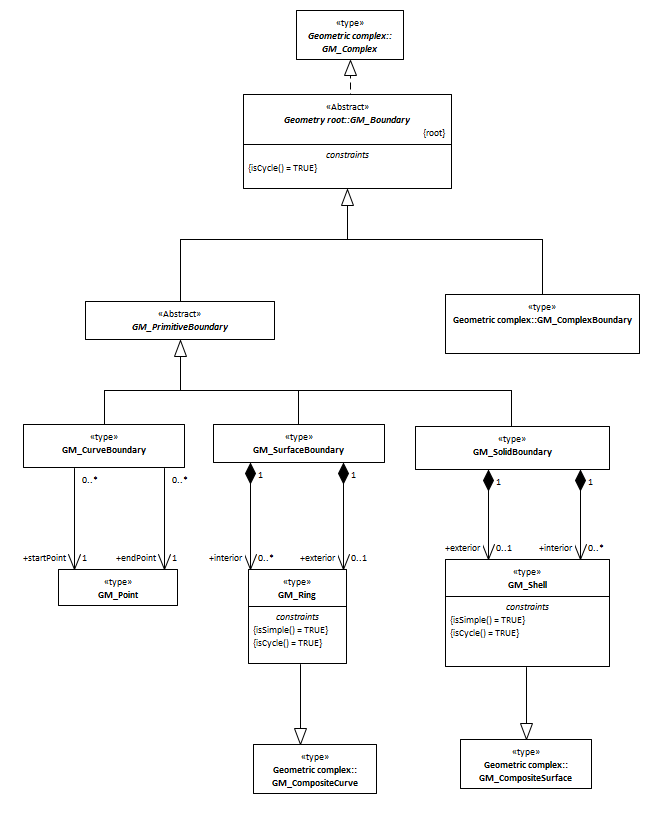 «type»
Geometric complex::
GM_Complex
«Abstract»
Geometry root::GM_Boundary
{root}
constraints
{isCycle() = TRUE}
«Abstract»
GM_PrimitiveBoundary
«type»
Geometric complex::GM_ComplexBoundary
«type»
GM_CurveBoundary
«type»
GM_SurfaceBoundary
«type»
GM_SolidBoundary
0..*
0..*
1
1
1
1
+startPoint
1
+endPoint
1
+interior
0..*
+exterior
0..1
+exterior
0..1
+interior
0..*
«type»
GM_Point
«type»
GM_Ring
constraints
{isSimple() = TRUE}
{isCycle() = TRUE}
«type»
GM_Shell
constraints
{isSimple() = TRUE}
{isCycle() = TRUE}
«type»
Geometric complex::
GM_CompositeCurve
«type»
Geometric complex::
GM_CompositeSurface